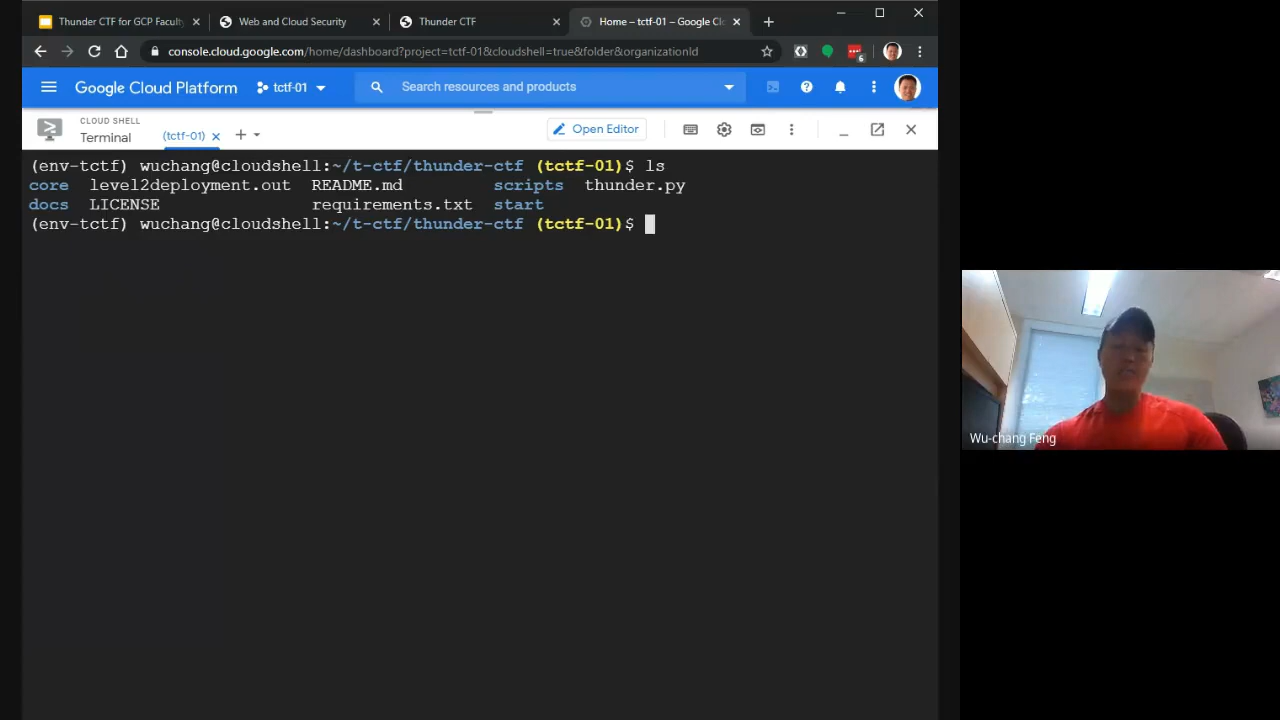 Thunder CTF for GCP Faculty
Web and Cloud Security
Thunder CTF
Home – tctf-01 – Google Clo
console.cloud.google.com/home/dashboard?project=tctf-01&cloudshell=true&folder&organizationId
6
Google Cloud Platform
tctf-01
Search resources and products
CLOUD SHELL
Terminal
(tctf-01)
Open Editor
(env-tctf) wuchang@cloudshell:~/t-ctf/thunder-ctf (tctf-01)$ ls
core level2deployment.out README.md scripts thunder.py
docs LICENSE requirements.txt start
(env-tctf) wuchang@cloudshell:~/t-ctf/thunder-ctf (tctf-01)$
Wu-chang Feng